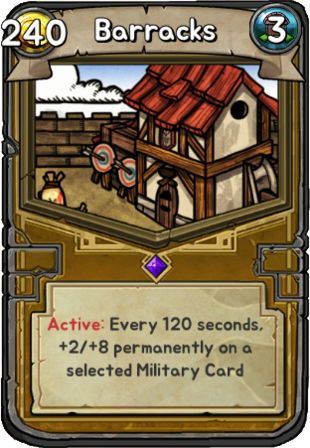 240 Barracks 3
Active: Every 120 seconds,
+2/+8 permanently on a
selected Military Card